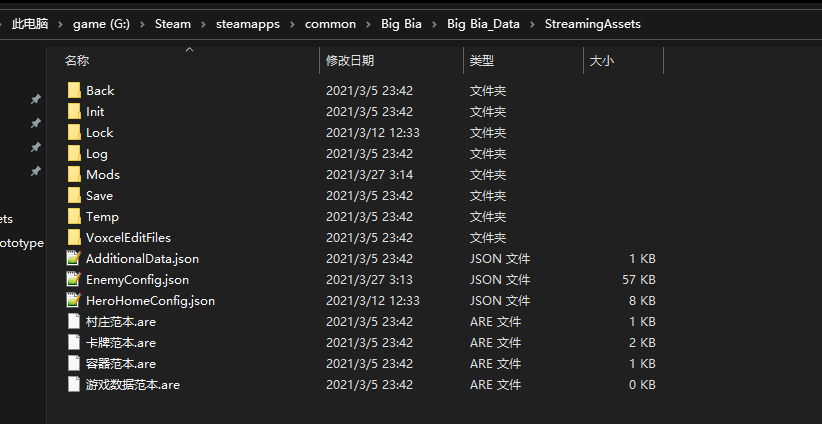 此电脑 > game (G:) > Steam > steamapps > common > Big Bia > Big Bia_Data > StreamingAssets
名称 修改日期 类型 大小
Back 2021/3/5 23:42 文件夹
Init 2021/3/5 23:42 文件夹
Lock 2021/3/12 12:33 文件夹
Log 2021/3/5 23:42 文件夹
Mods 2021/3/27 3:14 文件夹
Save 2021/3/5 23:42 文件夹
ets Temp 2021/3/5 23:42 文件夹
ototype VoxcelEditFiles 2021/3/5 23:42 文件夹
AdditionalData.json 2021/3/5 23:42 JSON 文件 1 KB
EnemyConfig.json 2021/3/27 3:13 JSON 文件 57 KB
HeroHomeConfig.json 2021/3/12 12:33 JSON 文件 8 KB
村庄范本.are 2021/3/5 23:42 ARE 文件 1 KB
卡牌范本.are 2021/3/5 23:42 ARE 文件 2 KB
容器范本.are 2021/3/5 23:42 ARE 文件 1 KB
游戏数据范本.are 2021/3/5 23:42 ARE 文件 0 KB